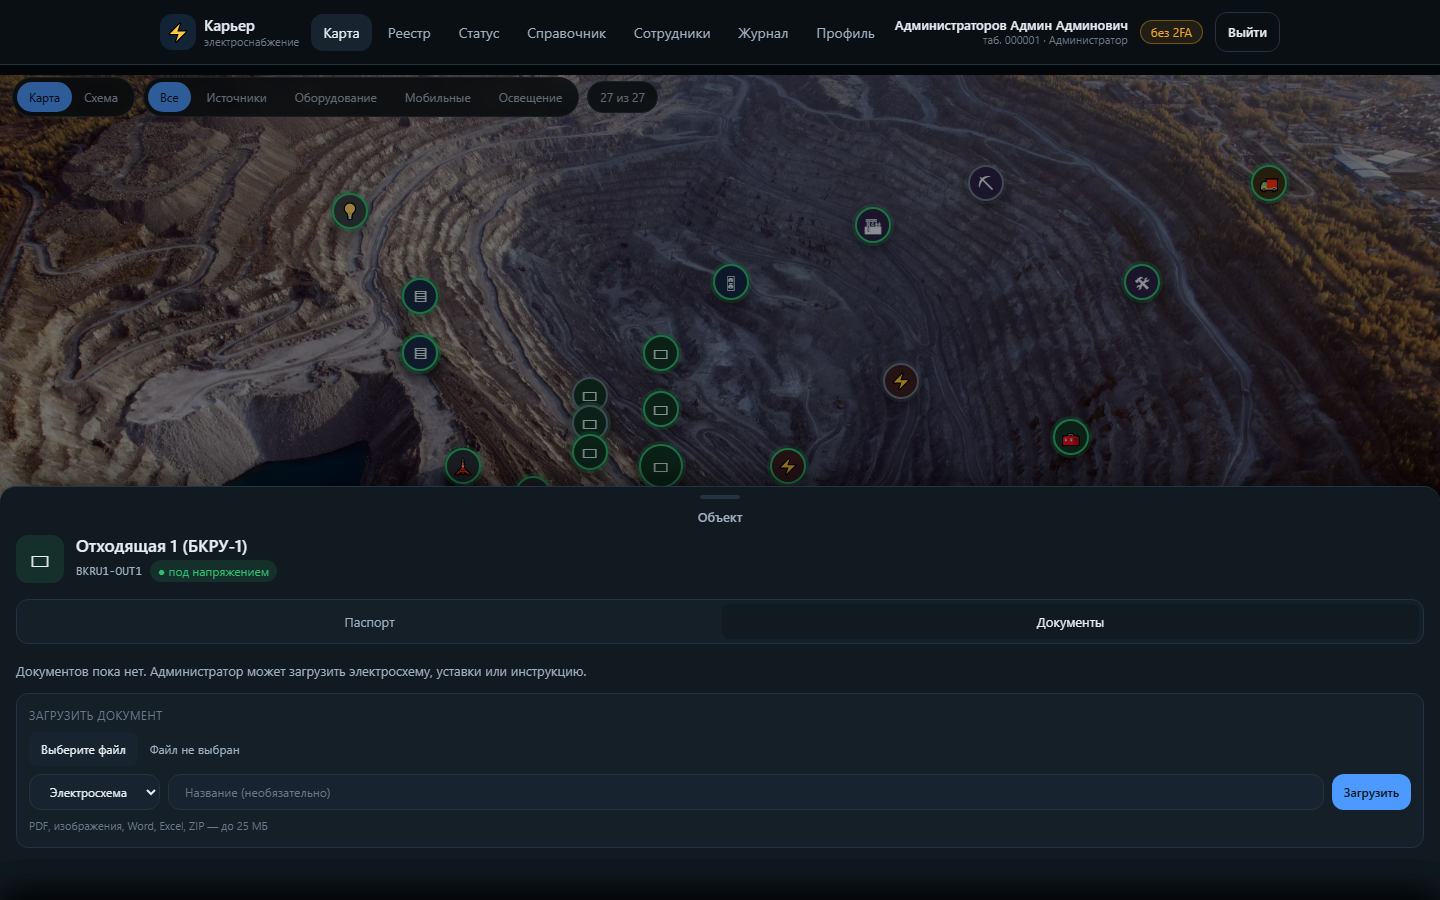 Карьер
электроснабжение
Карта
Реестр
Статус
Справочник
Сотрудники
Журнал
Профиль
Администраторов Админ Админович
таб. 000001 · Администратор
без 2FA
Выйти
Карта
Схема
Все
Источники
Оборудование
Мобильные
Освещение
27 из 27
Объект
Отходящая 1 (БКРУ-1)
BKRU1-OUT1
● под напряжением
Паспорт
Документы
Документов пока нет. Администратор может загрузить электросхему, уставки или инструкцию.
ЗАГРУЗИТЬ ДОКУМЕНТ
Выберите файл
Файл не выбран
Электросхема
Название (необязательно)
Загрузить
PDF, изображения, Word, Excel, ZIP — до 25 МБ